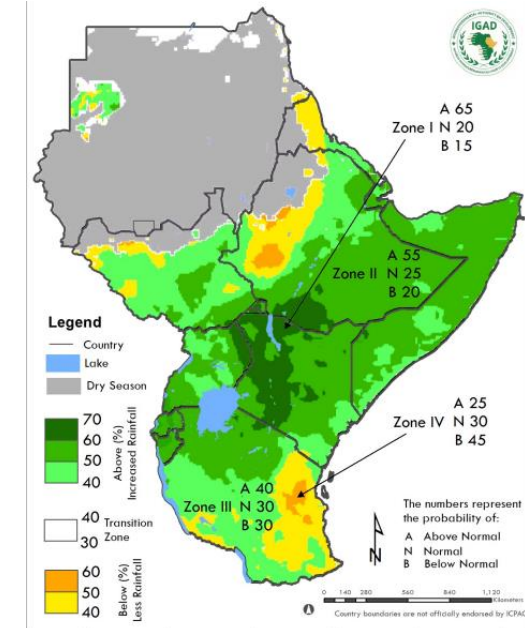 IGAD
A 65
Zone I N 20
B 15
A 55
Zone II N 25
B 20
Legend
Country
Lake
Dry Season
70
60
50
40
Above (%)
Increased Rainfall
40
30
Transition
Zone
60
50
40
Below (%)
Less Rainfall
A 25
Zone IV N 30
B 45
A 40
Zone III N 30
B 30
The numbers represent
the probability of:
A Above Normal
N Normal
B Below Normal
N
0 140 280 560 840 1,120
Kilometers
Country boundaries are not officially endorsed by ICPAC